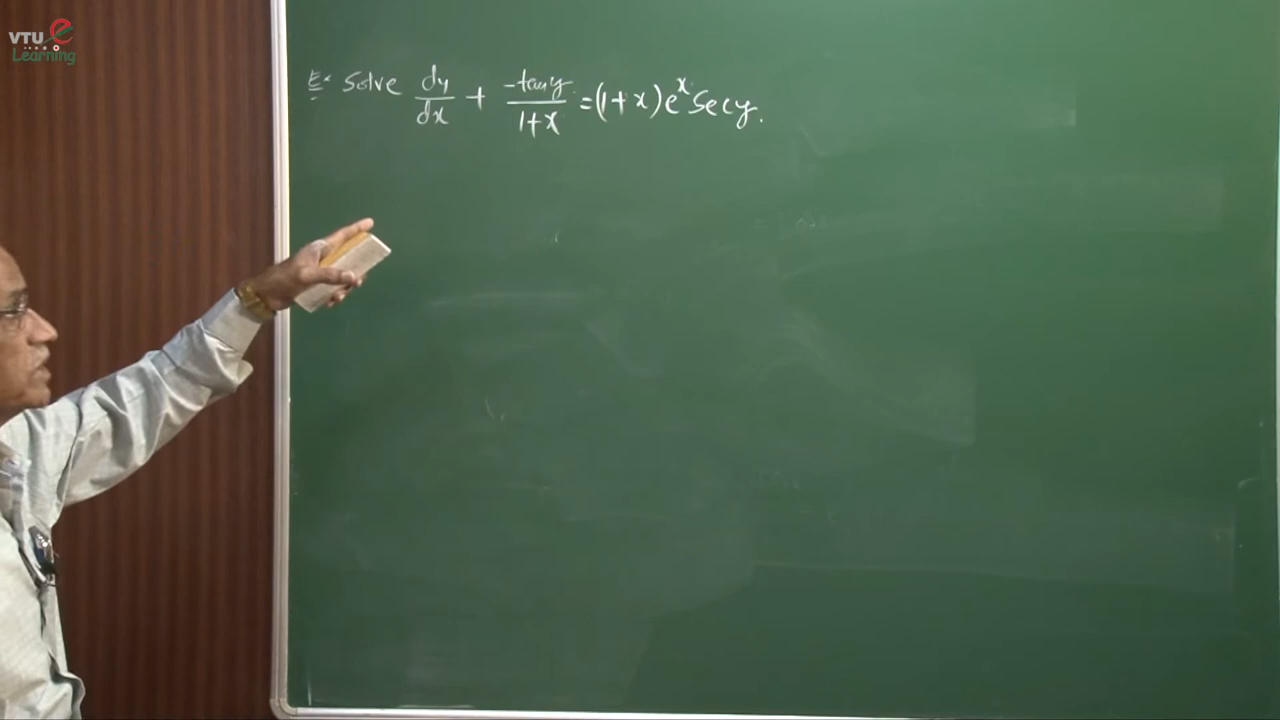 VTU e
Learning
Ex Solve dy/dx + -tan y/1+x = (1+x)e^x Sec y.